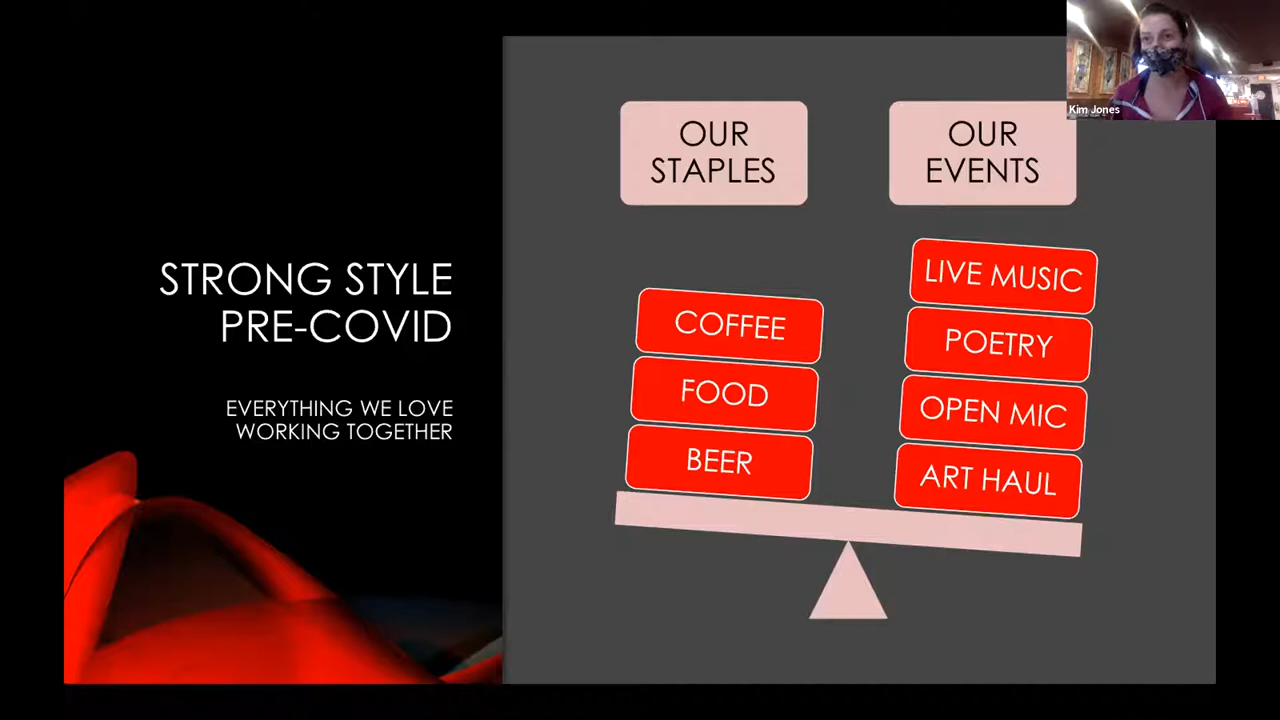 STRONG STYLE
PRE-COVID
EVERYTHING WE LOVE
WORKING TOGETHER
OUR
STAPLES
COFFEE
FOOD
BEER
OUR
EVENTS
LIVE MUSIC
POETRY
OPEN MIC
ART HAUL
Kim Jones